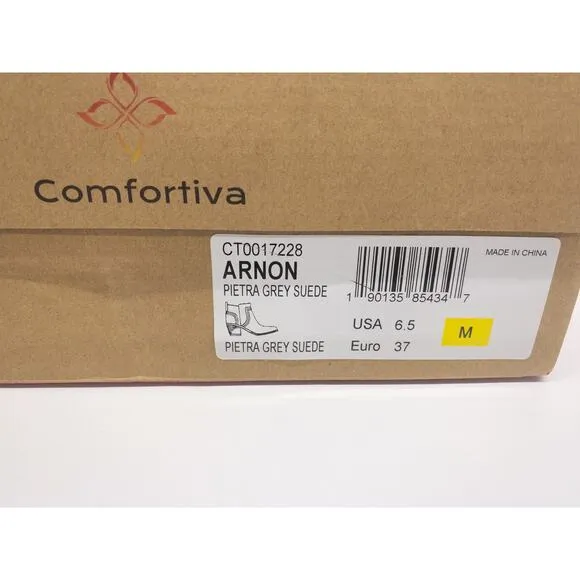 Comfortiva
CT0017228
ARNON
PIETRA GREY SUEDE
PIETRA GREY SUEDE
1 90135 85434 7
USA 6.5
Euro 37
M
MADE IN CHINA